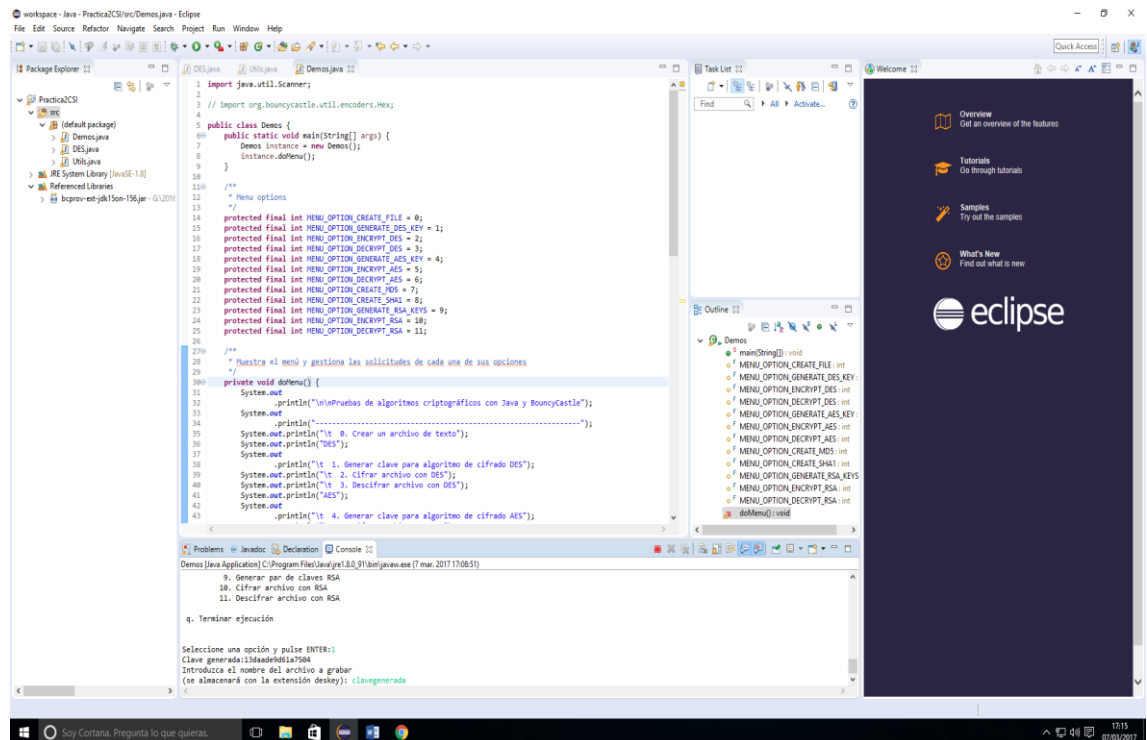 workspace - Java - Practica2CSI/src/Demos.java - Eclipse
File Edit Source Refactor Navigate Search Project Run Window Help
Quick Access
Package Explorer
Practica2CSI
src
(default package)
Demos.java
DES.java
Utils.java
JRE System Library [JavaSE-1.8]
Referenced Libraries
bcprov-ext-jdk15on-156.jar - G:\2016
DES.java Utils.java Demos.java
1 import java.util.Scanner;
2
3 // import org.bouncycastle.util.encoders.Hex;
4
5 public class Demos {
6 public static void main(String[] args) {
7 Demos instance = new Demos();
8 instance.doMenu();
9 }
10
11 /**
12 * Menu options
13 */
14 protected final int MENU_OPTION_CREATE_FILE = 0;
15 protected final int MENU_OPTION_GENERATE_DES_KEY = 1;
16 protected final int MENU_OPTION_ENCRYPT_DES = 2;
17 protected final int MENU_OPTION_DECRYPT_DES = 3;
18 protected final int MENU_OPTION_GENERATE_AES_KEY = 4;
19 protected final int MENU_OPTION_ENCRYPT_AES = 5;
20 protected final int MENU_OPTION_DECRYPT_AES = 6;
21 protected final int MENU_OPTION_CREATE_MD5 = 7;
22 protected final int MENU_OPTION_CREATE_SHA1 = 8;
23 protected final int MENU_OPTION_GENERATE_RSA_KEYS = 9;
24 protected final int MENU_OPTION_ENCRYPT_RSA = 10;
25 protected final int MENU_OPTION_DECRYPT_RSA = 11;
26
27 /**
28 * Muestra el menú y gestiona las solicitudes de cada una de sus opciones
29 */
30 private void doMenu() {
31 System.out
32 .println("\n\nPruebas de algoritmos criptográficos con Java y BouncyCastle");
33 System.out
34 .println("------------------------------------------------------------------");
35 System.out.println("\t 0. Crear un archivo de texto");
36 System.out.println("DES");
37 System.out
38 .println("\t 1. Generar clave para algoritmo de cifrado DES");
39 System.out.println("\t 2. Cifrar archivo con DES");
40 System.out.println("\t 3. Descifrar archivo con DES");
41 System.out.println("AES");
42 System.out
43 .println("\t 4. Generar clave para algoritmo de cifrado AES");
Task List
Find All Activate...
Outline
Demos
main(String[]) : void
MENU_OPTION_CREATE_FILE : int
MENU_OPTION_GENERATE_DES_KEY :
MENU_OPTION_ENCRYPT_DES : int
MENU_OPTION_DECRYPT_DES : int
MENU_OPTION_GENERATE_AES_KEY :
MENU_OPTION_ENCRYPT_AES : int
MENU_OPTION_DECRYPT_AES : int
MENU_OPTION_CREATE_MD5 : int
MENU_OPTION_CREATE_SHA1 : int
MENU_OPTION_GENERATE_RSA_KEYS
MENU_OPTION_ENCRYPT_RSA : int
MENU_OPTION_DECRYPT_RSA : int
doMenu() : void
Welcome
Overview
Get an overview of the features
Tutorials
Go through tutorials
Samples
Try out the samples
What's New
Find out what is new
eclipse
Problems Javadoc Declaration Console
Demos [Java Application] C:\Program Files\Java\jre1.8.0_91\bin\javaw.exe (7 mar. 2017 17:08:51)
9. Generar par de claves RSA
10. Cifrar archivo con RSA
11. Descifrar archivo con RSA
q. Terminar ejecución
Seleccione una opción y pulse ENTER:1
Clave generada:13daade9d61a7504
Introduzca el nombre del archivo a grabar
(se almacenará con la extensión deskey): clavegenerada
Soy Cortana. Pregunta lo que quieras.
17:15
07/03/2017